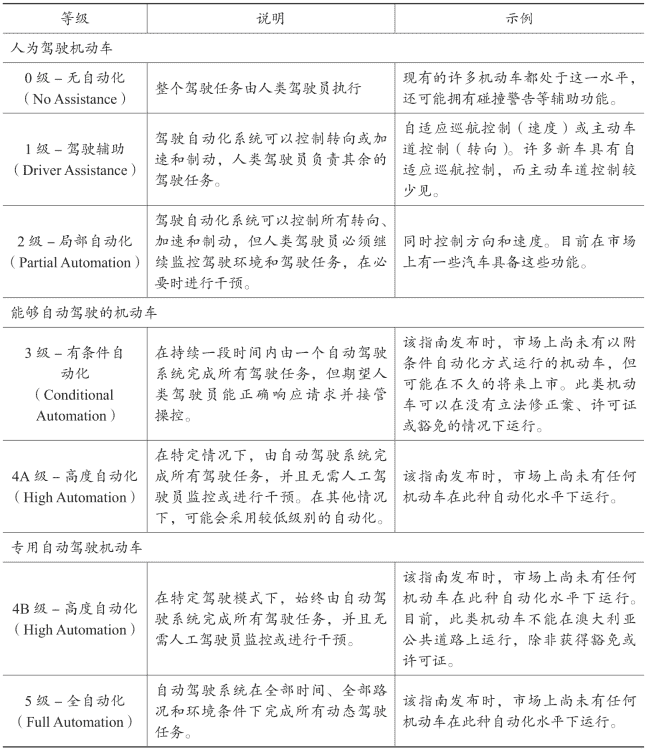 等级 说明 示例
人为驾驶机动车
0 级 – 无自动化
（No Assistance）
整个驾驶任务由人类驾驶员执行
现有的许多机动车都处于这一水平，
还可能拥有碰撞警告等辅助功能。
1 级 – 驾驶辅助
（Driver Assistance）
驾驶自动化系统可以控制转向或加
速和制动，人类驾驶员负责其余的
驾驶任务。
自适应巡航控制（速度）或主动车
道控制（转向）。许多新车具有自
适应巡航控制，而主动车道控制较
少见。
2 级 – 局部自动化
（Partial Automation）
驾驶自动化系统可以控制所有转向、
加速和制动，但人类驾驶员必须继
续监控驾驶环境和驾驶任务，在必
要时进行干预。
同时控制方向和速度。目前在市场
上有一些汽车具备这些功能。
能够自动驾驶的机动车
3 级 – 有条件自
动化
（Conditional
Automation）
在持续一段时间内由一个自动驾驶
系统完成所有驾驶任务，但期望人
类驾驶员能正确响应请求并接管
操控。
该指南发布时，市场上尚未有以附
条件自动化方式运行的机动车，但
可能在不久的将来上市。此类机动
车可以在没有立法修正案、许可证
或豁免的情况下运行。
4A 级 – 高度自动化
（High Automation）
在特定情况下，由自动驾驶系统完
成所有驾驶任务，并且无需人工驾
驶员监控或进行干预。在其他情况
下，可能会采用较低级别的自动化。
该指南发布时，市场上尚未有任何
机动车在此种自动化水平下运行。
专用自动驾驶机动车
4B 级 – 高度自动化
（High Automation）
在特定驾驶模式下，始终由自动驾
驶系统完成所有驾驶任务，并且无
需人工驾驶员监控或进行干预。
该指南发布时，市场上尚未有任何
机动车在此种自动化水平下运行。
目前，此类机动车不能在澳大利亚
公共道路上运行，除非获得豁免或
许可证。
5 级 – 全自动化
（Full Automation）
自动驾驶系统在全部时间、全部路
况和环境条件下完成所有动态驾驶
任务。
该指南发布时，市场上尚未有任何
机动车在此种自动化水平下运行。